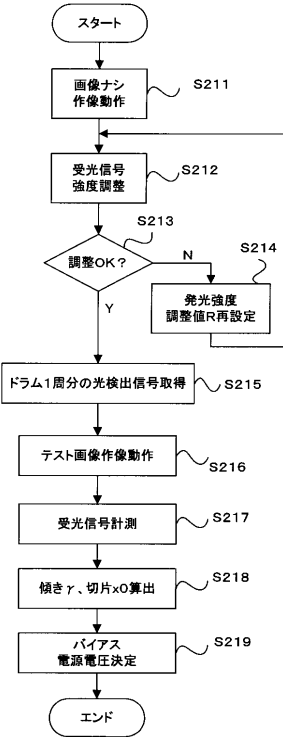 スタート
画像ナシ
作像動作
S211
受光信号
強度調整
S212
S213
調整OK?
N
Y
S214
発光強度
調整値R再設定
ドラム1周分の光検出信号取得
S215
テスト画像作像動作
S216
受光信号計測
S217
傾きγ、切片x0算出
S218
バイアス
電源電圧決定
S219
エンド